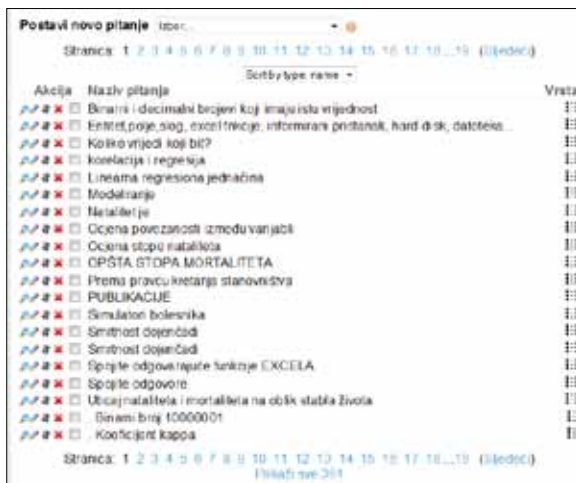 Postavi novo pitanje Izbor...
Stranica: 1 2 3 4 5 6 7 8 9 10 11 12 13 14 15 16 17 18 ...19 (Sljedeći)
Sort by type, name
Akcija Naziv pitanja Vrsta
Binarni i decimalni brojevi koji imaju istu vrijednost
Entitet,polje,slog, excel fnkcije, informirani pristanak, hard disk, datoteka...
Koliko vrijedi koji bit?
korelacija i regresija
Linearna regresiona jednačina
Modeliranje
Natalitet je
Ocjena povezanosti između varijabli
Ocjena stope nataliteta
OPŠTA STOPA MORTALITETA
Prema pravcu kretanja stanovništva
PUBLIKACIJE
Simulatori bolesnika
Smrtnost dojenčadi
Smrtnost dojenčadi
Spojite odgovarajuće funkcije EXCELA
Spojite odgovore
Uticaj nataliteta i mortaliteta na oblik stabla života
. Binarni broj 10000001
. Koeficijent kappa
Stranica: 1 2 3 4 5 6 7 8 9 10 11 12 13 14 15 16 17 18 ...19 (Sljedeći)
Prikaži sve 361